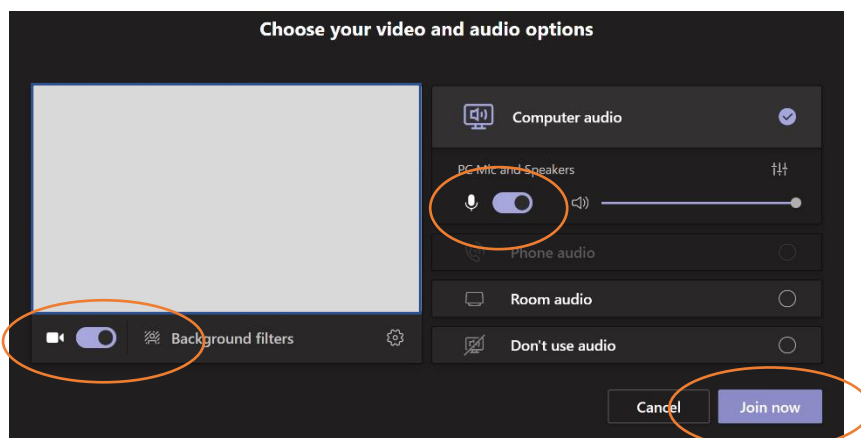 Choose your video and audio options
Computer audio
PC Mic and Speakers
Phone audio
Room audio
Background filters
Don't use audio
Cancel
Join now